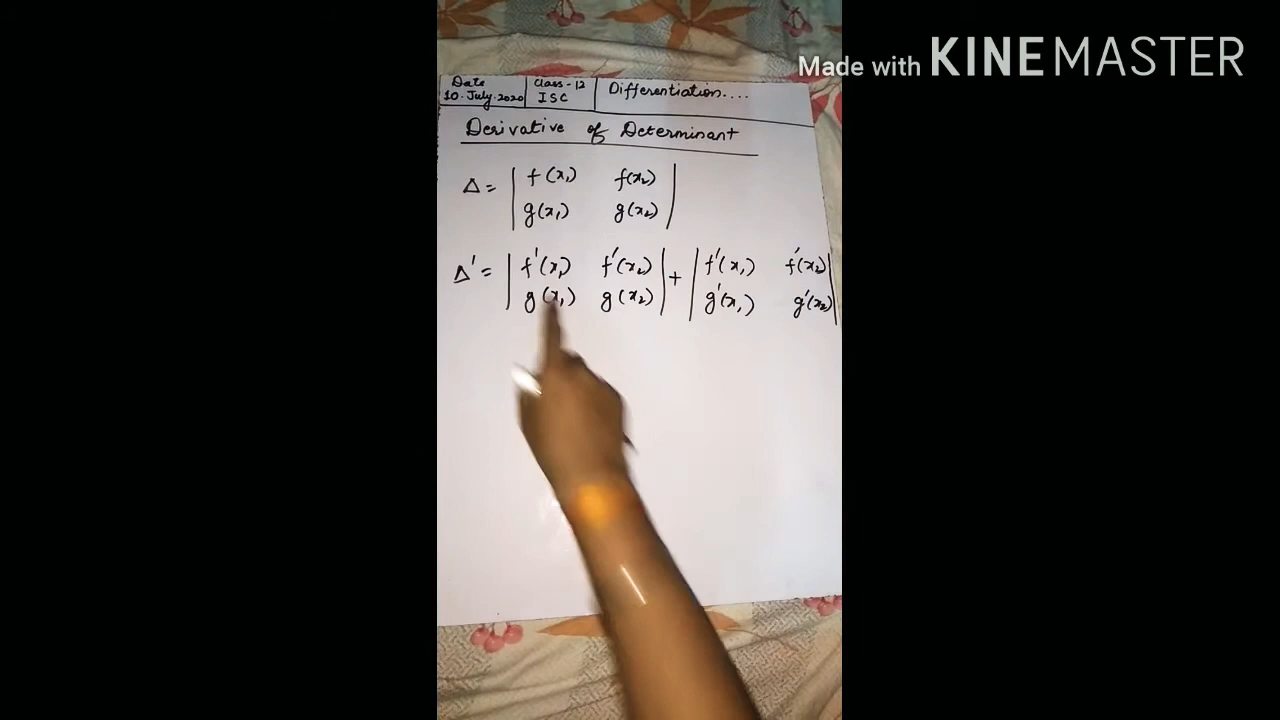 Made with KINEMASTER
Date
10.July.2020
Class-12
ISC
Differentiation....
Derivative of Determinant
Δ = | f(x₁) f(x₂) |
| g(x₁) g(x₂) |
Δ' = | f'(x₁) f'(x₂) | + | f'(x₁) f'(x₂) |
| g(x₁) g(x₂) | | g'(x₁) g'(x₂) |